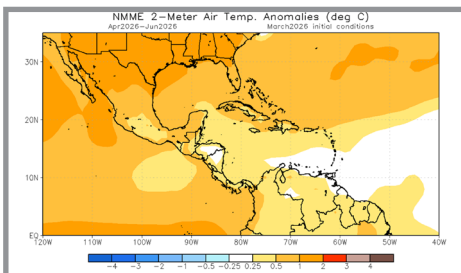 NMME 2-Meter Air Temp. Anomalies (deg C)
Apr2026-Jun2026 March2026 initial conditions
30N
20N
10N
EQ
120W 110W 100W 90W 80W 70W 60W 50W 40W
-4 -3 -2 -1 -0.5 -0.25 0.25 0.5 1 2 3 4